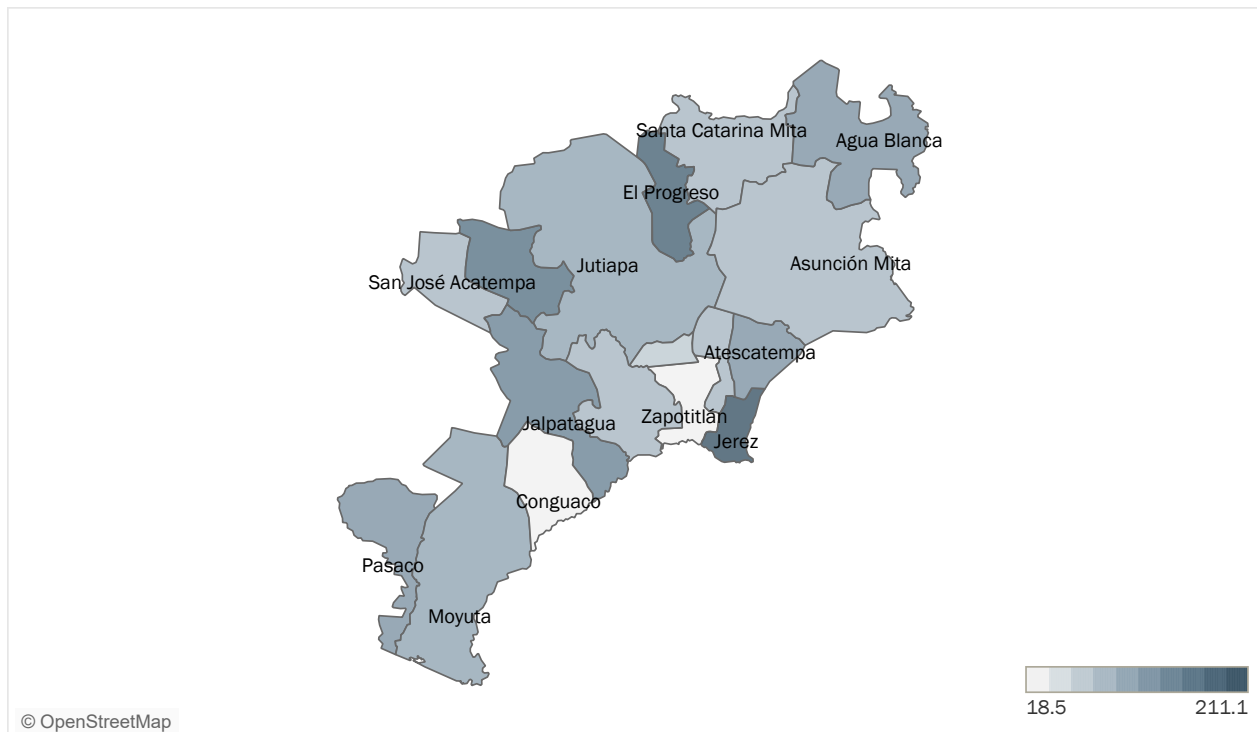 Santa Catarina Mita
Agua Blanca
El Progreso
Asunción Mita
Jutiapa
San José Acatempa
Atescatempa
Zapotitlán
Jalpatagua
Jerez
Conguaco
Pasaco
Moyuta
18.5
211.1
© OpenStreetMap